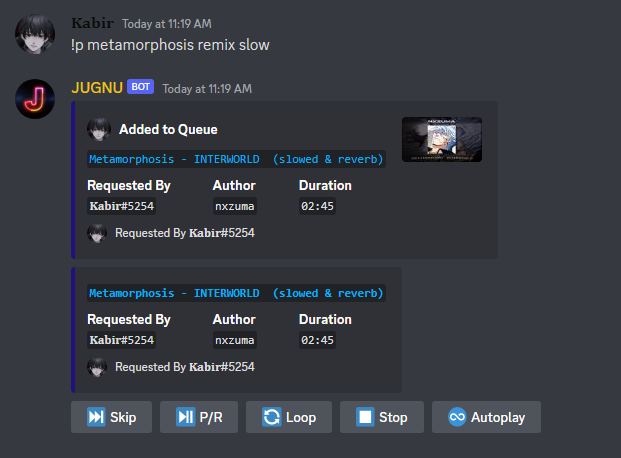 Kabir Today at 11:19 AM
!p metamorphosis remix slow
J
JUGNU BOT Today at 11:19 AM
Added to Queue
NXZUMA
Metamorphosis - INTERWORLD (slowed & reverb)
Requested By Author Duration
Kabir#5254 nxzuma 02:45
Requested By Kabir#5254
Metamorphosis - INTERWORLD (slowed & reverb)
Requested By Author Duration
Kabir#5254 nxzuma 02:45
Requested By Kabir#5254
Skip P/R Loop Stop Autoplay